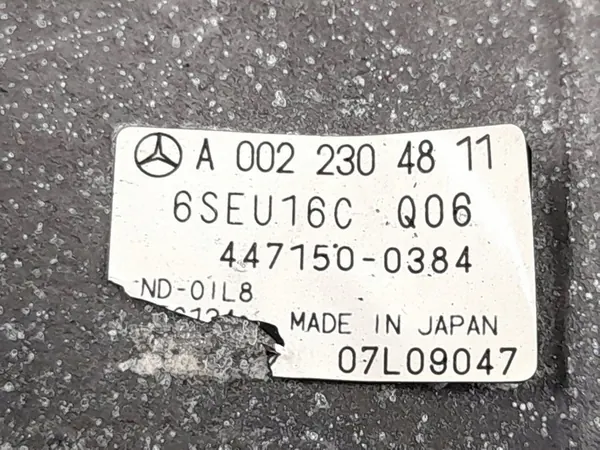 A 002 230 48 11
6SEU16C Q06
447150-0384
ND-OIL8
MADE IN JAPAN
07L09047